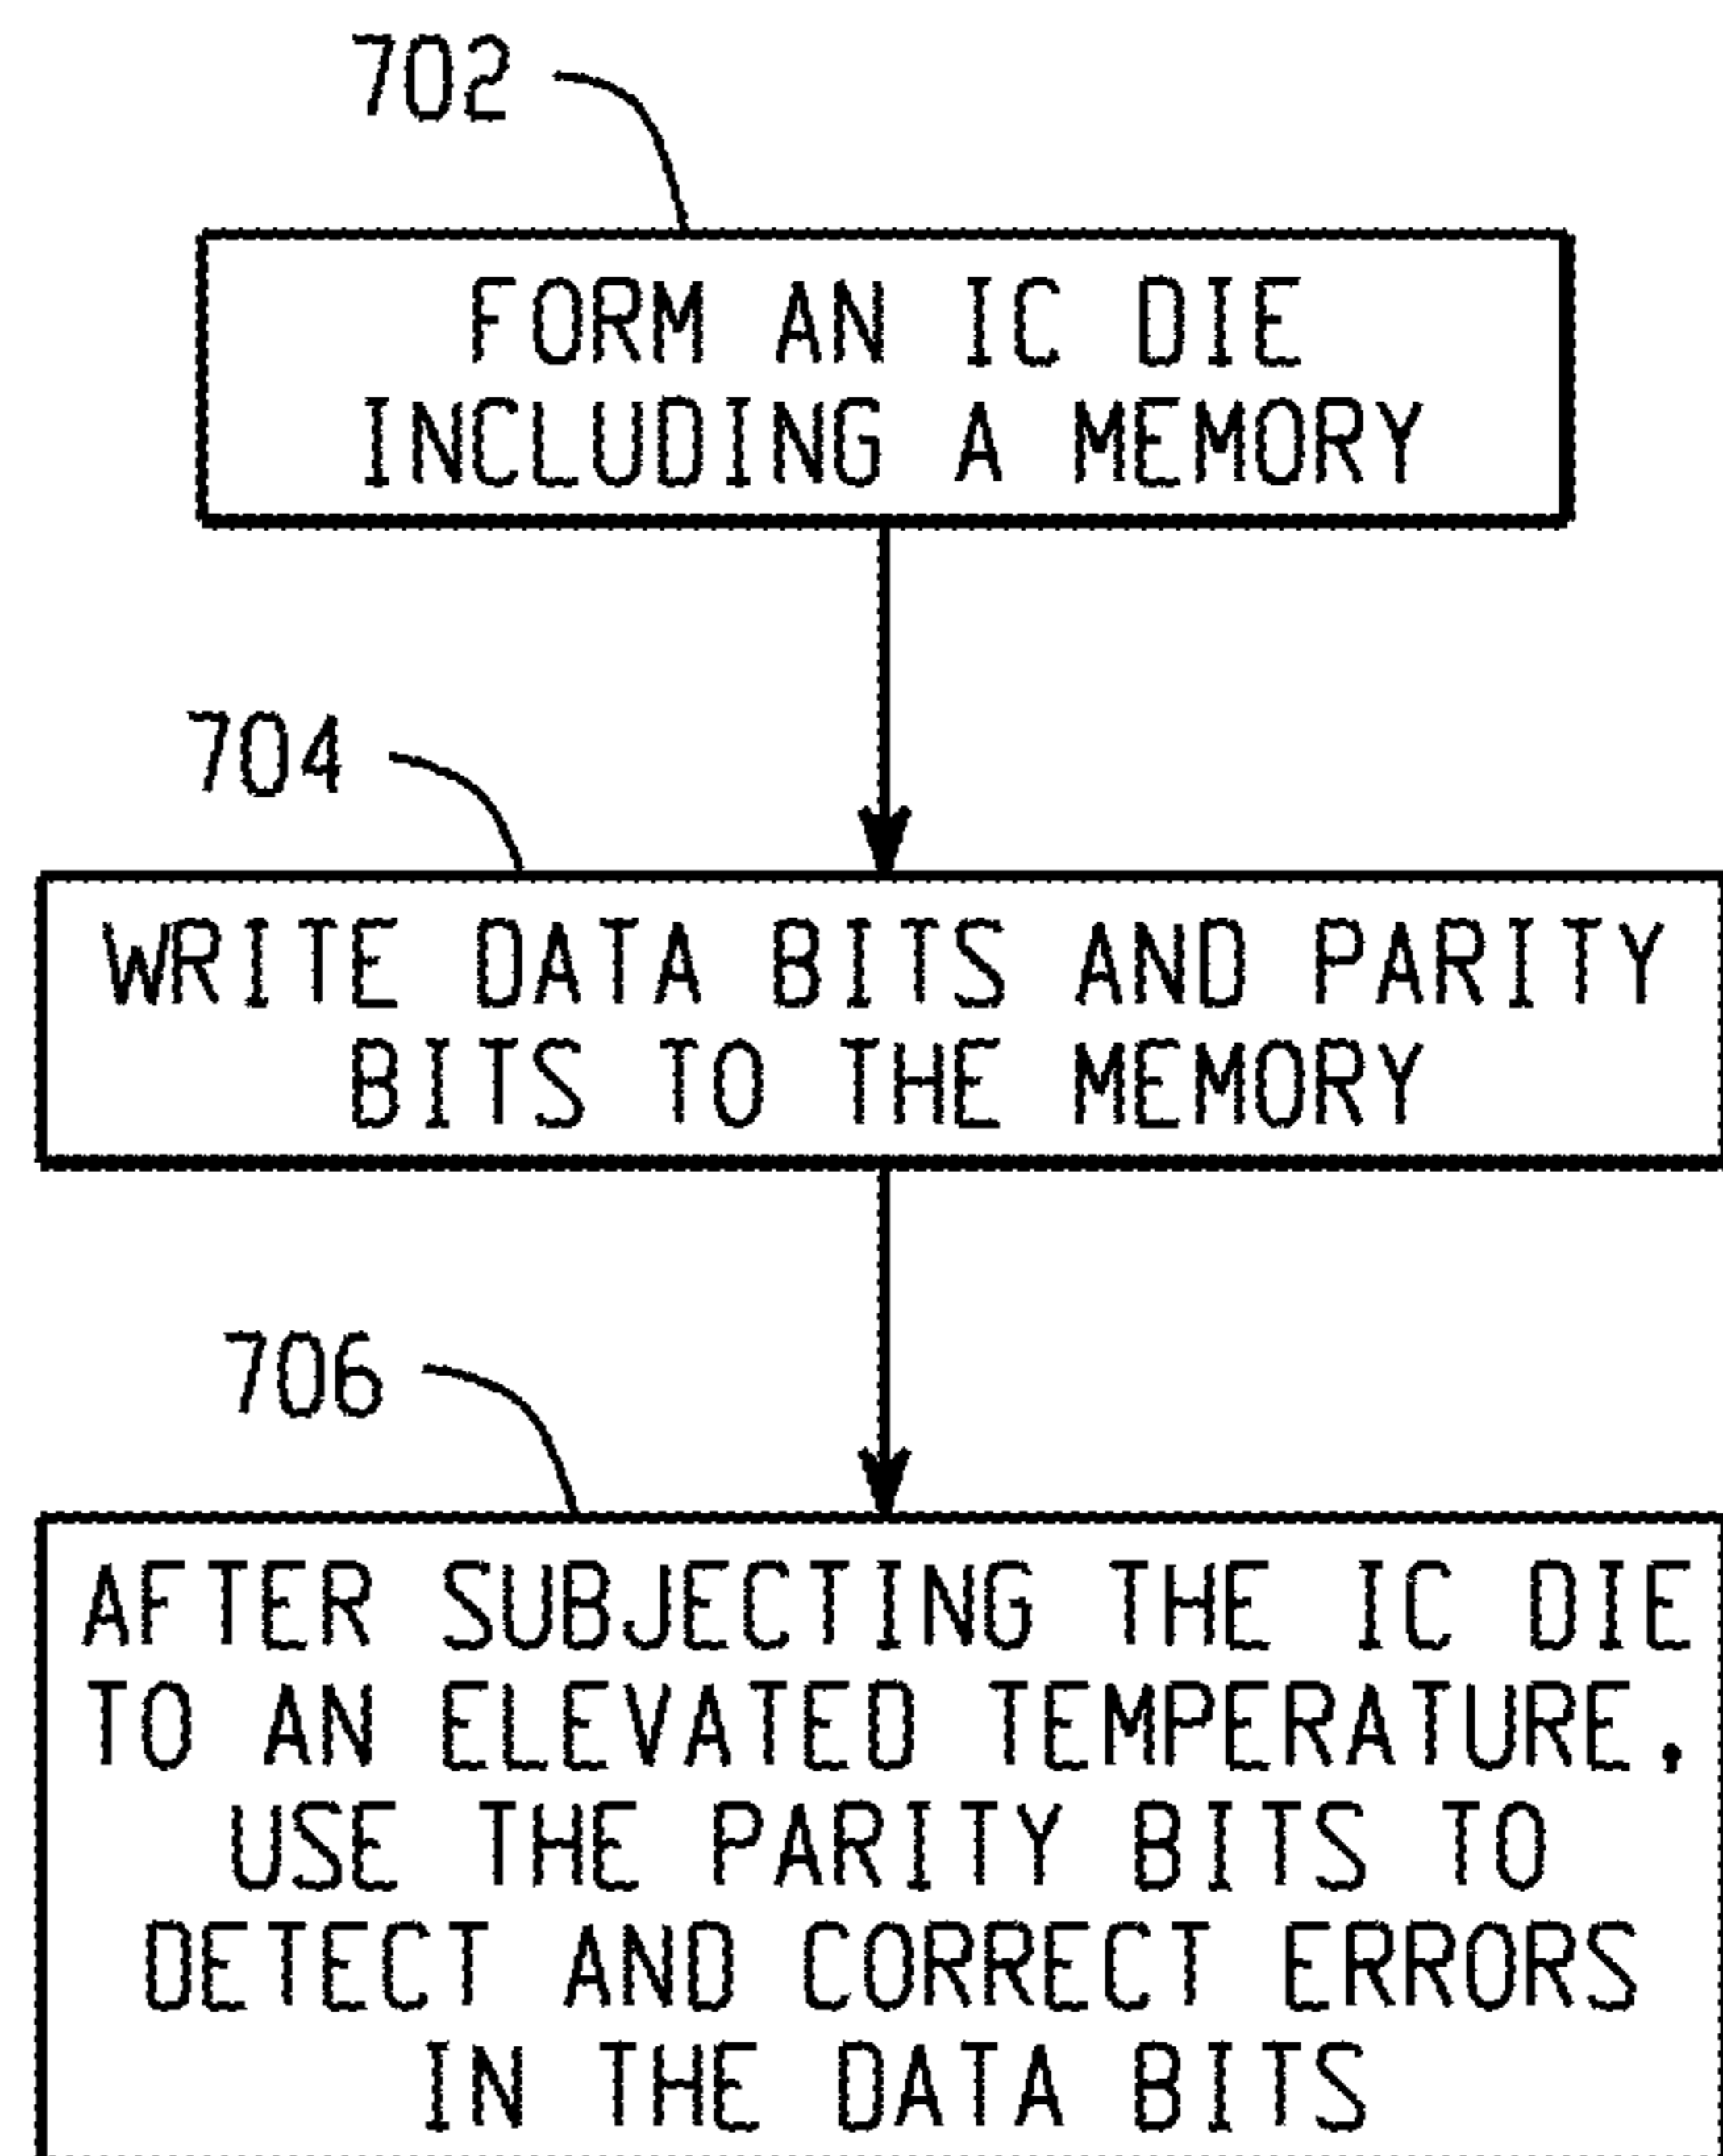 702
FORM AN IC DIE
INCLUDING A MEMORY
704
WRITE DATA BITS AND PARITY
BITS TO THE MEMORY
706
AFTER SUBJECTING THE IC DIE
TO AN ELEVATED TEMPERATURE,
USE THE PARITY BITS TO
DETECT AND CORRECT ERRORS
IN THE DATA BITS